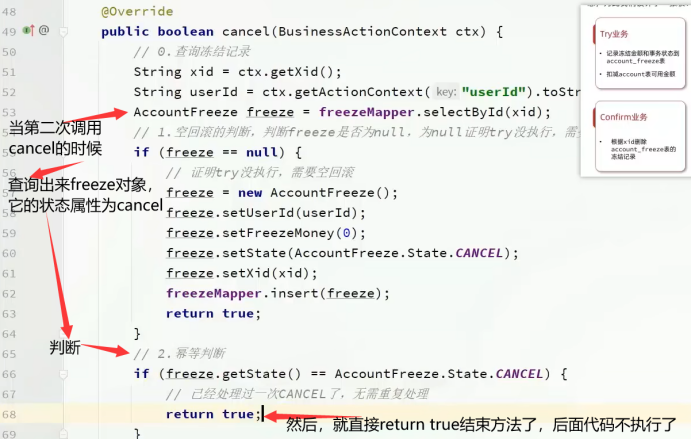 48 @Override
49 public boolean cancel(BusinessActionContext ctx) {
50 // 0.查询冻结记录
51 String xid = ctx.getXid();
52 String userId = ctx.getActionContext( key: "userId").toStr
53 AccountFreeze freeze = freezeMapper.selectById(xid);
// 1.空回滚的判断，判断freeze是否为null，为null证明try没执行，需
if (freeze == null) {
56 // 证明try没执行，需要空回滚
freeze = new AccountFreeze();
freeze.setUserId(userId);
59 freeze.setFreezeMoney(0);
60 freeze.setState(AccountFreeze.State.CANCEL);
61 freeze.setXid(xid);
62 freezeMapper.insert(freeze);
63 return true;
64 }
65 // 2.幂等判断
66 if (freeze.getState() == AccountFreeze.State.CANCEL) {
67 // 已经处理过一次CANCEL了，无需重复处理
68 return true;
69 }
当第二次调用
cancel的时候
查询出来freeze对象，
它的状态属性为cancel
判断
然后，就直接return true结束方法了，后面代码不执行了
Try业务
• 记录冻结金额和事务状态到
account_freeze表
• 扣减account表可用金额
Confirm业务
• 根据xid删除
account_freeze表的
冻结记录